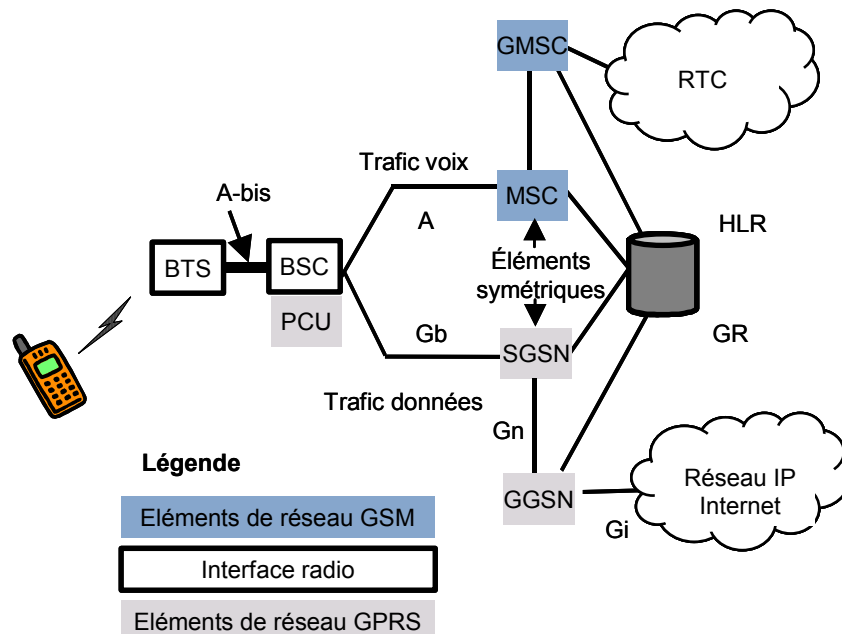 GMSC
RTC
Trafic voix
A-bis
MSC
A
HLR
BTS
BSC
Éléments
symétriques
PCU
Gb
SGSN
GR
Trafic données
Gn
Légende
GGSN
Réseau IP
Internet
Gi
Eléments de réseau GSM
Interface radio
Eléments de réseau GPRS